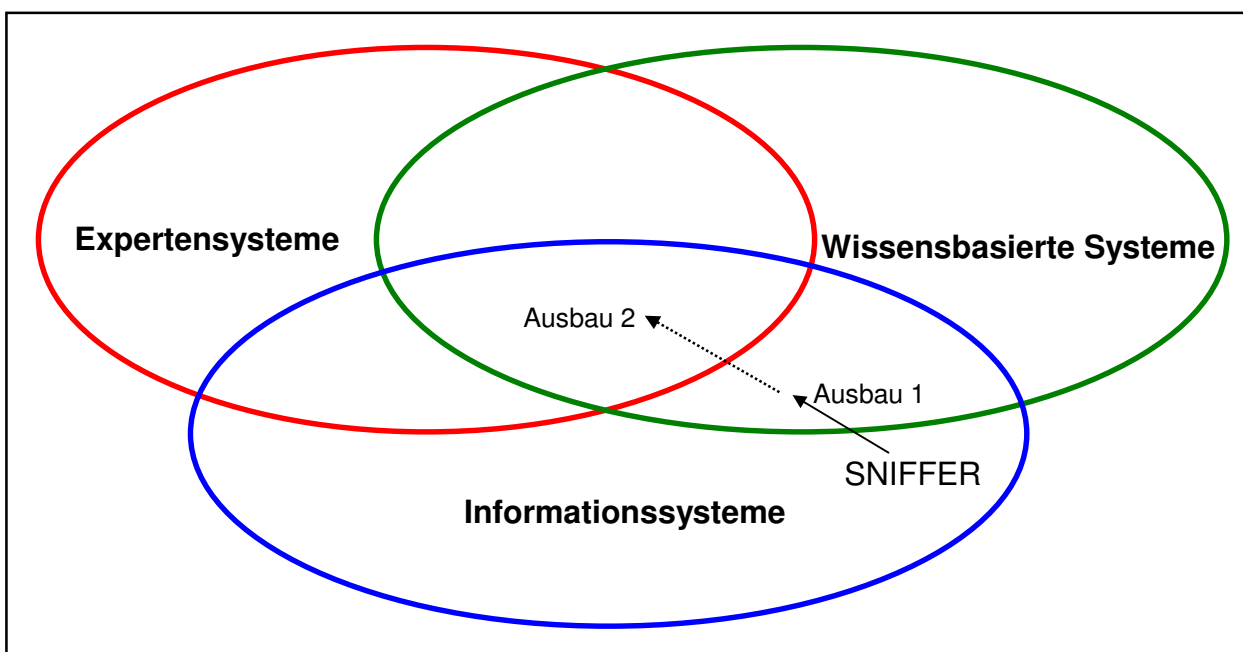 Expertensysteme
Wissensbasierte Systeme
Ausbau 2
Ausbau 1
SNIFFER
Informationssysteme